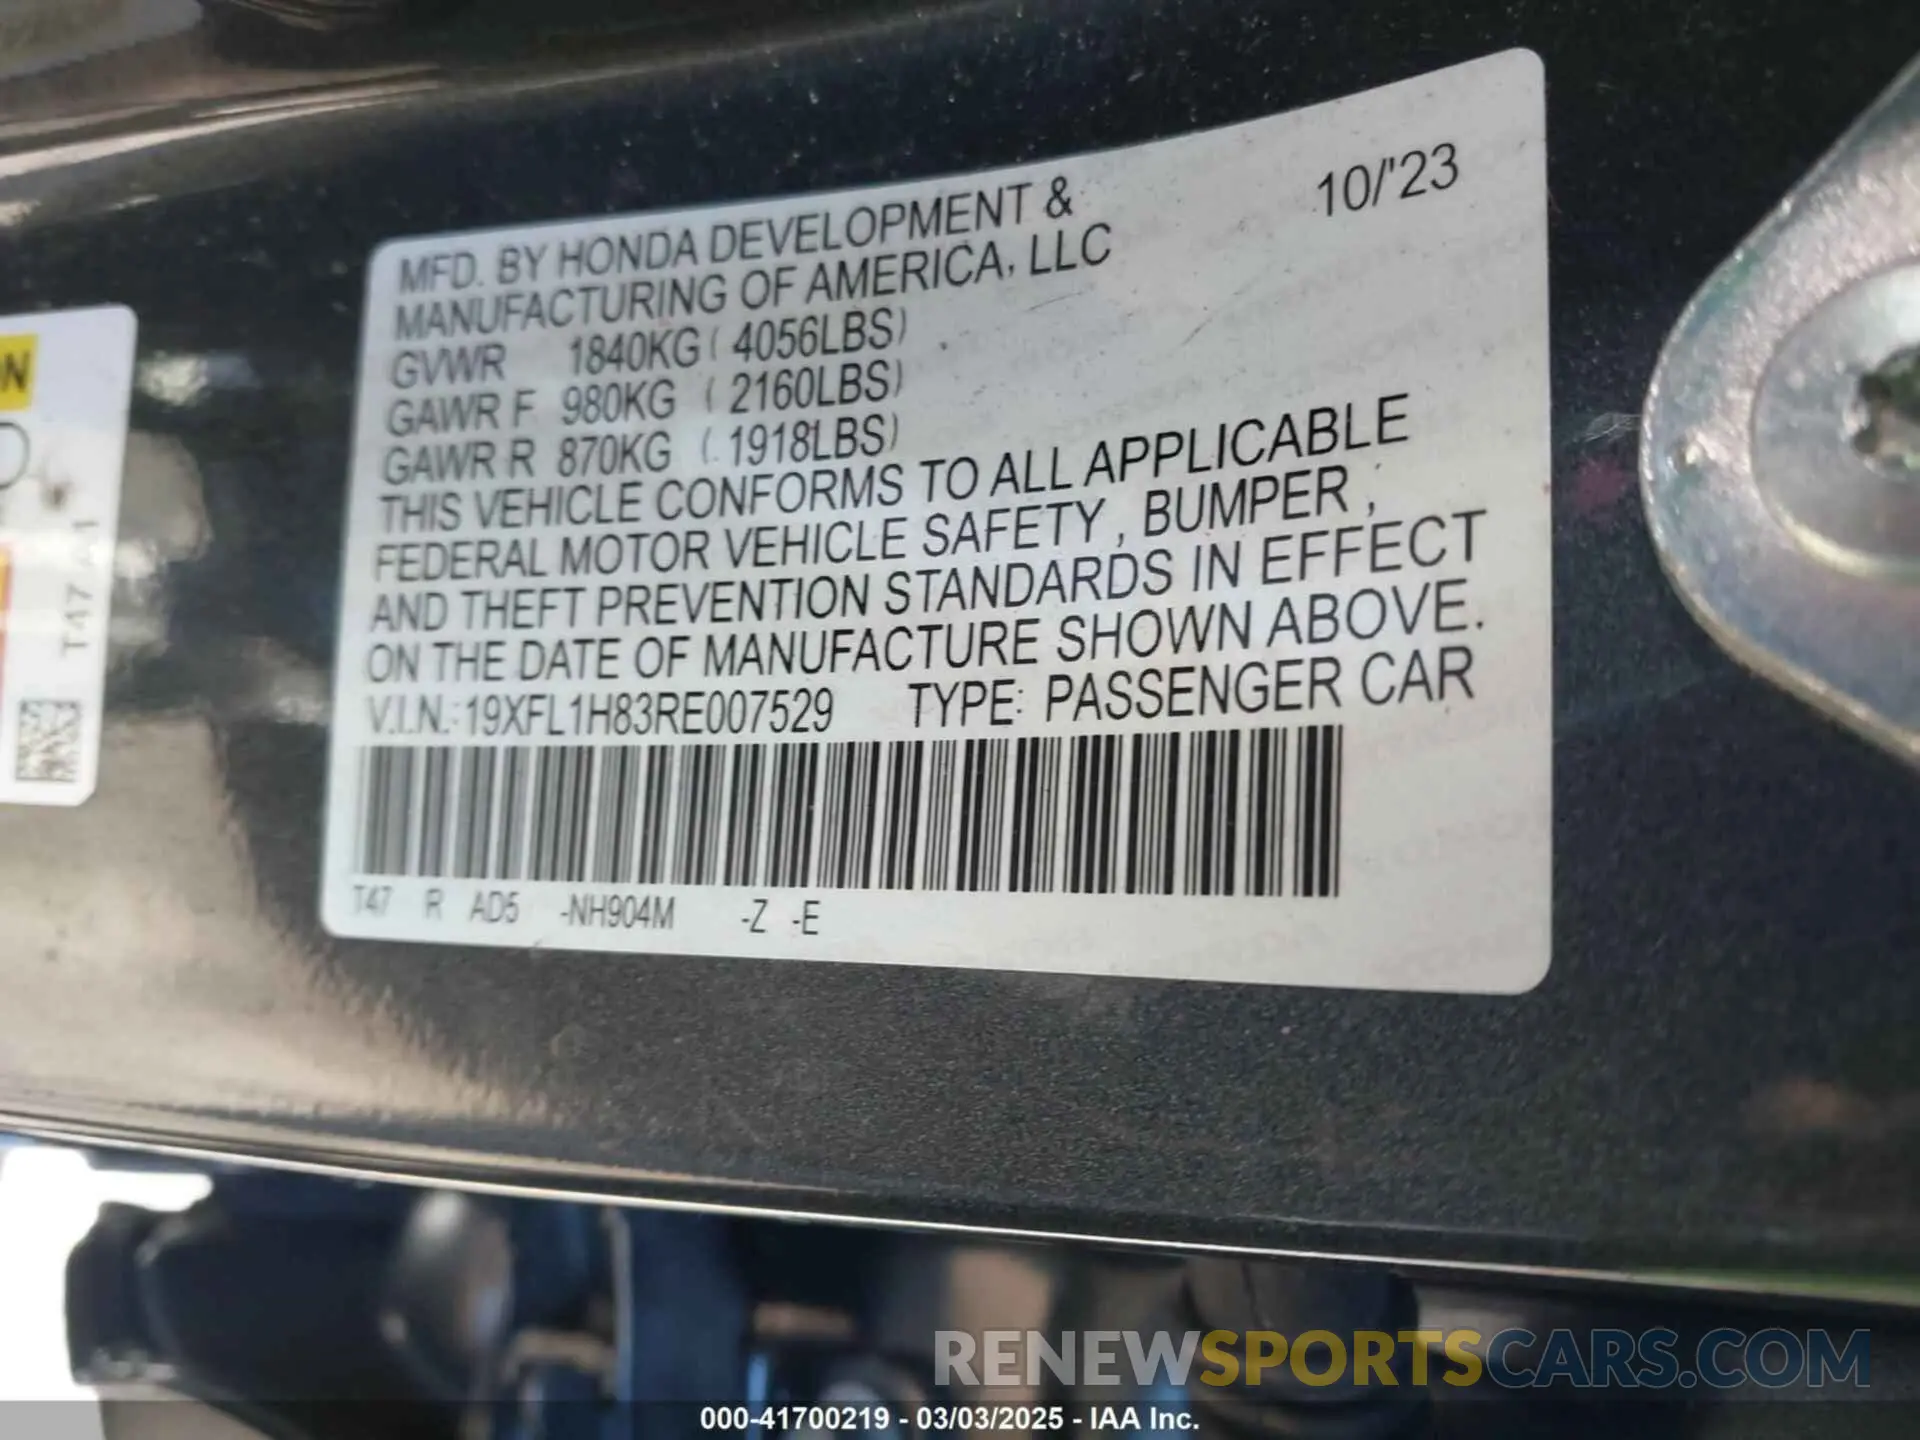 10/'23
MFD. BY HONDA DEVELOPMENT &
MANUFACTURING OF AMERICA, LLC
GVWR 1840KG ( 4056LBS)
GAWR F 980KG ( 2160LBS)
GAWR R 870KG ( 1918LBS)
THIS VEHICLE CONFORMS TO ALL APPLICABLE
FEDERAL MOTOR VEHICLE SAFETY , BUMPER ,
AND THEFT PREVENTION STANDARDS IN EFFECT
ON THE DATE OF MANUFACTURE SHOWN ABOVE.
V.I.N.: 19XFL1H83RE007529 TYPE: PASSENGER CAR
T47 R AD5 -NH904M -Z -E
T47 A1
RENEWSPORTSCARS.COM
000-41700219 - 03/03/2025 - IAA Inc.